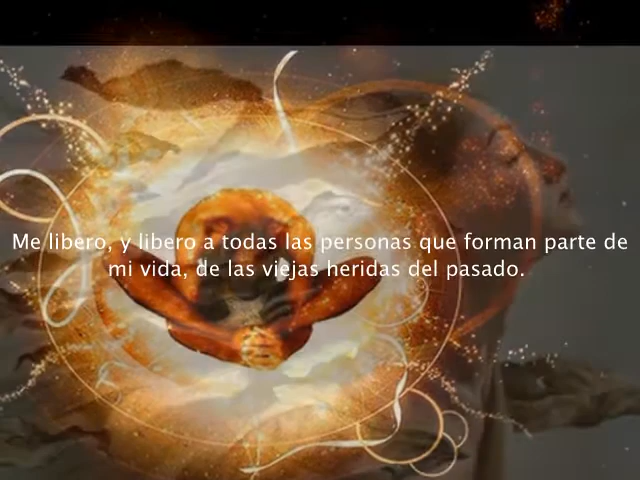 Me libero, y libero a todas las personas que forman parte de
mi vida, de las viejas heridas del pasado.